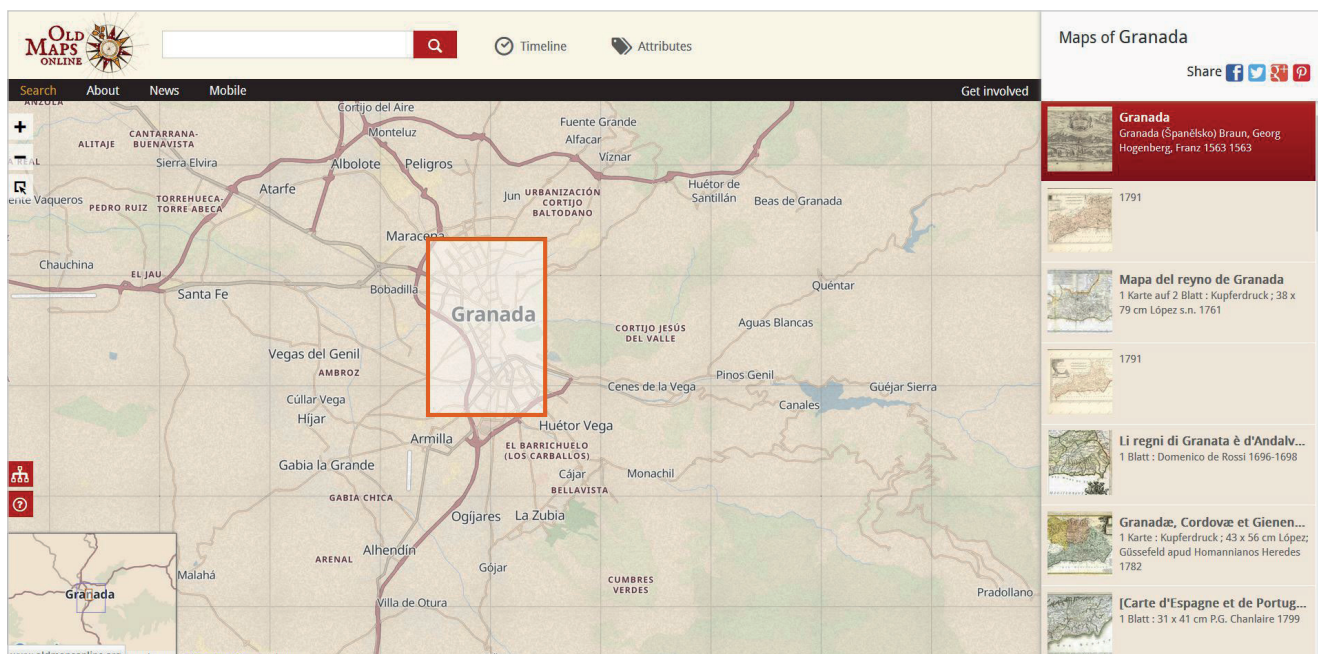 OLD
MAPS
ONLINE
Timeline
Attributes
Maps of Granada
Share
Search
About
News
Mobile
Get involved
ANZOLA
Cortijo del Aire
Monteluz
CANTARRANA-
BUENAVISTA
ALITAJE
Sierra Elvira
Albolote
Peligros
Fuente Grande
Alfacar
Víznar
Atarfe
Jun
URBANIZACIÓN
CORTIJO
BALTODANO
Huétor de
Santillán
Beas de Granada
ente Vaqueros
PEDRO RUIZ
TORREHUECA-
TORRE ABECA
Maracena
Chauchina
EL JAU
Santa Fe
Bobadilla
Granada
Quéntar
CORTIJO JESÚS
DEL VALLE
Aguas Blancas
Vegas del Genil
AMBROZ
Cúllar Vega
Híjar
Cenes de la Vega
Pinos Genil
Canales
Güéjar Sierra
Armilla
Huétor Vega
EL BARRICHUELO
(LOS CARBALLOS)
Gabia la Grande
Cájar
Monachil
GABIA CHICA
BELLAVISTA
Ogíjares
La Zubia
Alhendín
ARENAL
Gójar
Malahá
CUMBRES
VERDES
Villa de Otura
Pradollano
Granada
Granada
Granada (Španělsko) Braun, Georg
Hogenberg, Franz 1563 1563
1791
Mapa del reyno de Granada
1 Karte auf 2 Blatt : Kupferdruck ; 38 x
79 cm López s.n. 1761
1791
Li regni di Granata è d'Andalv...
1 Blatt : Domenico de Rossi 1696-1698
Granadæ, Cordovæ et Gienen...
1 Karte : Kupferdruck ; 43 x 56 cm López;
Güssefeld apud Homannianos Heredes
1782
[Carte d'Espagne et de Portug...
1 Blatt : 31 x 41 cm P.G. Chanlaire 1799